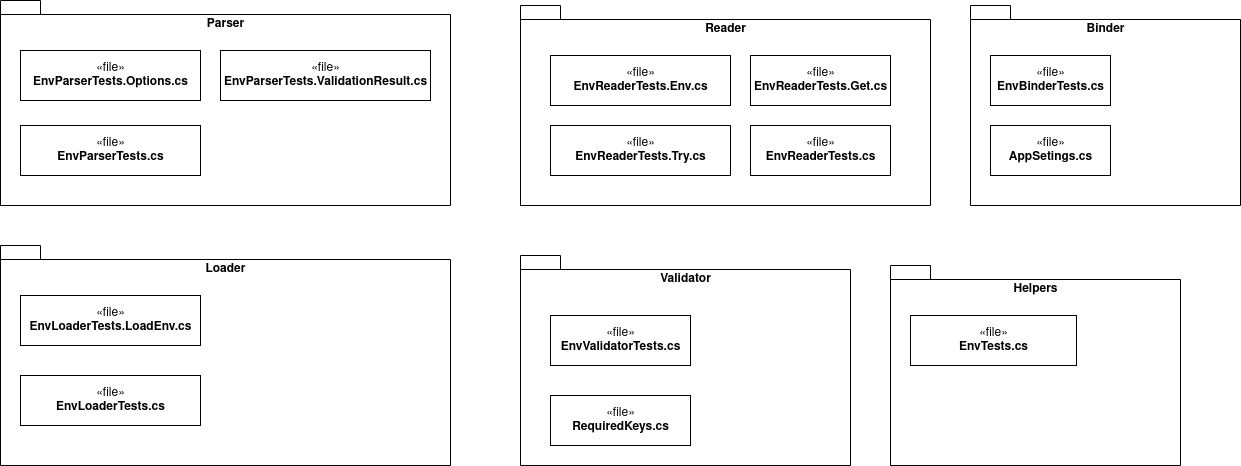 Parser
«file»
EnvParserTests.Options.cs
«file»
EnvParserTests.ValidationResult.cs
«file»
EnvParserTests.cs
Reader
«file»
EnvReaderTests.Env.cs
«file»
EnvReaderTests.Get.cs
«file»
EnvReaderTests.Try.cs
«file»
EnvReaderTests.cs
Binder
«file»
EnvBinderTests.cs
«file»
AppSetings.cs
Loader
«file»
EnvLoaderTests.LoadEnv.cs
«file»
EnvLoaderTests.cs
Validator
«file»
EnvValidatorTests.cs
«file»
RequiredKeys.cs
Helpers
«file»
EnvTests.cs